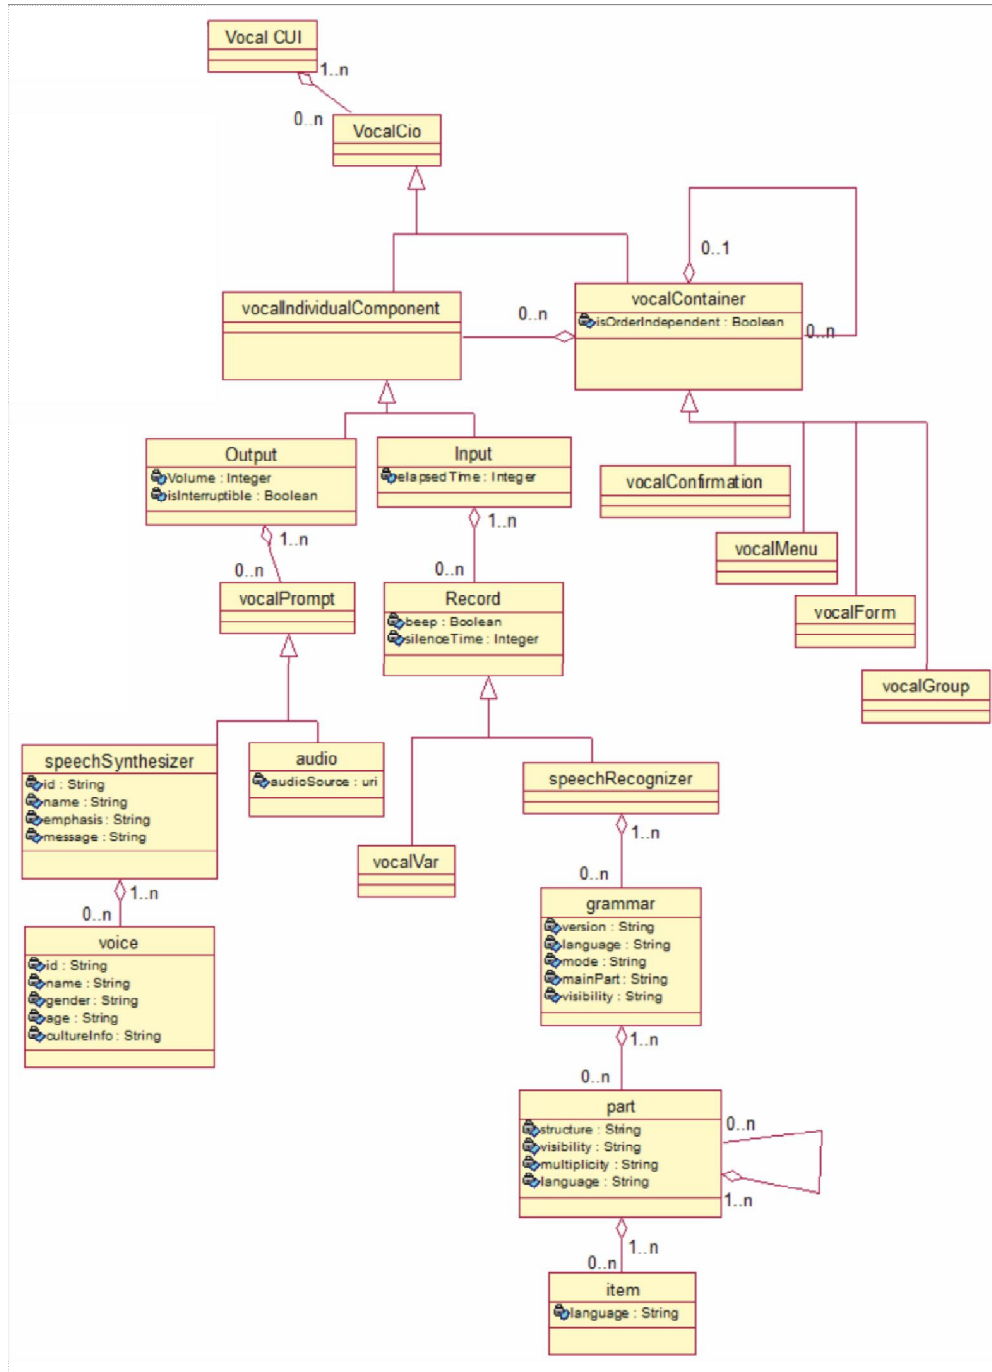 Vocal CUI
1..n
0..n
VocalCio
0..1
vocalIndividualComponent
0..n
vocalContainer
isOrderIndependent : Boolean
0..n
Output
Volume : Integer
isInterruptible : Boolean
Input
elapsedTime : Integer
vocalConfirmation
1..n
1..n
vocalMenu
0..n
0..n
vocalPrompt
Record
beep : Boolean
silenceTime : Integer
vocalForm
vocalGroup
speechSynthesizer
id : String
name : String
emphasis : String
message : String
audio
audioSource : uri
speechRecognizer
1..n
vocalVar
0..n
1..n
0..n
voice
id : String
name : String
gender : String
age : String
cultureInfo : String
grammar
version : String
language : String
mode : String
mainPart : String
visibility : String
1..n
0..n
part
structure : String
visibility : String
multiplicity : String
language : String
0..n
1..n
1..n
0..n
item
language : String